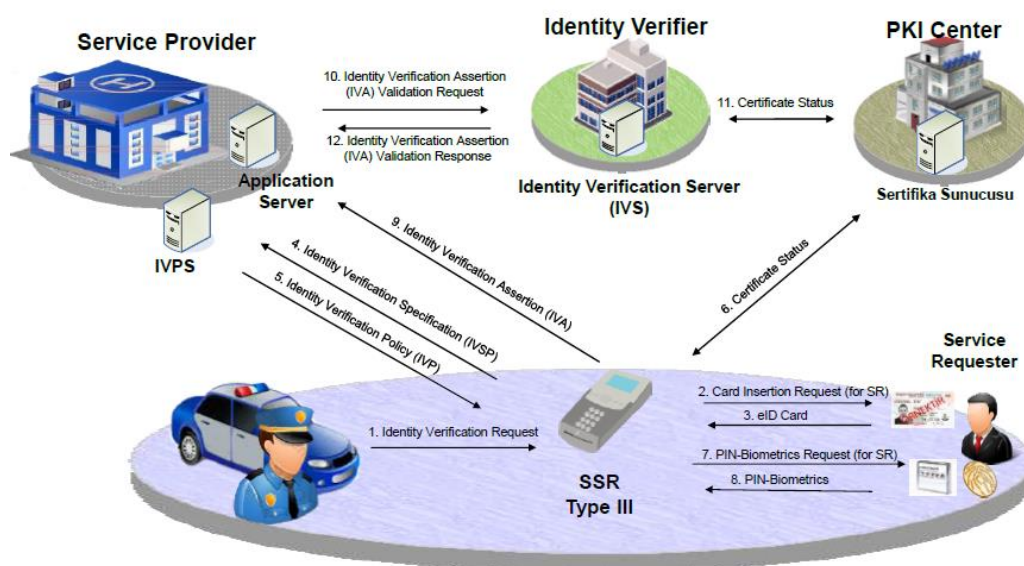 Service Provider
Identity Verifier
PKI Center
10. Identity Verification Assertion
(IVA) Validation Request
12. Identity Verification Assertion
(IVA) Validation Response
11. Certificate Status
Application
Server
Identity Verification Server
(IVS)
Sertifika Sunucusu
IVPS
9. Identity Verification Assertion (IVA)
4. Identity Verification Specification (IVSP)
5. Identity Verification Policy (IVP)
6. Certificate Status
Service
Requester
1. Identity Verification Request
2. Card Insertion Request (for SR)
3. eID Card
7. PIN-Biometrics Request (for SR)
8. PIN-Biometrics
SSR
Type III